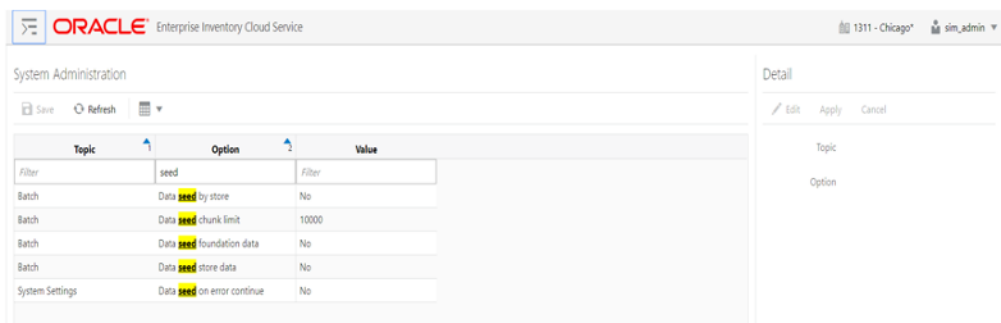 ORACLE® Enterprise Inventory Cloud Service 1311 - Chicago* sim_admin
System Administration
Save Refresh
Topic 1 Option 2 Value
Filter seed Filter
Batch Data seed by store No
Batch Data seed chunk limit 10000
Batch Data seed foundation data No
Batch Data seed store data No
System Settings Data seed on error continue No
Detail
Edit Apply Cancel
Topic
Option